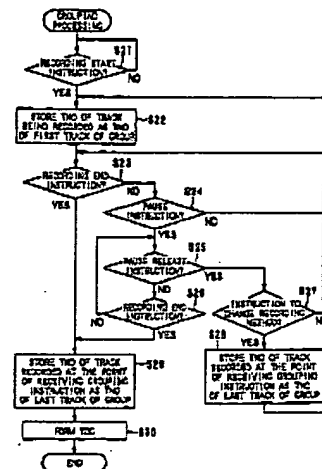 GROUPING
PROCESSING
S21
RECORDING START
INSTRUCTION?
NO
YES
STORE TNO OF TRACK
BEING RECORDED AS TNO
OF FIRST TRACK OF GROUP
S22
S23
RECORDING END
INSTRUCTION?
NO
YES
S24
PAUSE
INSTRUCTION?
NO
YES
S25
PAUSE RELEASE
INSTRUCTION?
YES
NO
S26
RECORDING END
INSTRUCTION?
NO
YES
S27
INSTRUCTION TO
CHANGE RECORDING
METHOD?
NO
YES
S28
STORE TNO OF TRACK
RECORDED AT THE POINT
OF RECEIVING GROUPING
INSTRUCTION AS TNO
OF LAST TRACK OF GROUP
S29
STORE TNO OF TRACK
RECORDED AT THE POINT
OF RECEIVING GROUPING
INSTRUCTION AS TNO
OF LAST TRACK OF GROUP
FORM TOC
S30
END